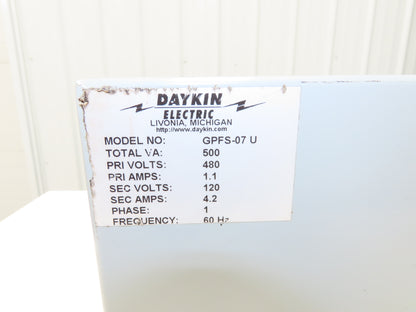 DAYKIN
ELECTRIC
LIVONIA, MICHIGAN
http://www.daykin.com
MODEL NO: GPFS-07 U
TOTAL VA: 500
PRI VOLTS: 480
PRI AMPS: 1.1
SEC VOLTS: 120
SEC AMPS: 4.2
PHASE: 1
FREQUENCY: 60 Hz